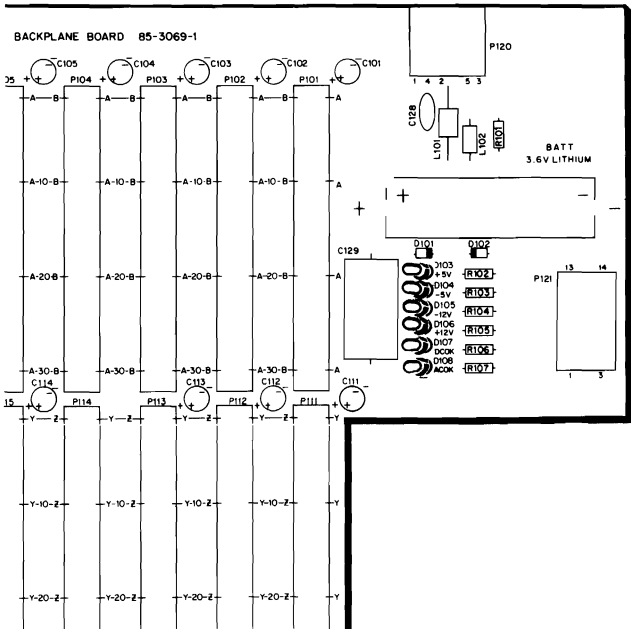 BACKPLANE BOARD 85-3069-1
C105 C104 C103 C102 C101
05 P104 P103 P102 P101
A B A B A B A B A
A-10-B A-10-B A-10-B A-10-B A
A-20-B A-20-B A-20-B A-20-B A
A-30-B A-30-B A-30-B A-30-B A
C114 C113 C112 C111
15 P114 P113 P112 P111
Y Z Y Z Y Z Y Z Y
Y-10-Z Y-10-Z Y-10-Z Y-10-Z Y
Y-20-Z Y-20-Z Y-20-Z Y-20-Z Y
P120
1 4 2 5 3
C128
L101
L102
R101
BATT
3.6V LITHIUM
+ −
+ −
C129
D101 D102
D103
+5V
R102
D104
-5V
R103
D105
-12V
R104
D106
+12V
R105
D107
DCOK
R106
D108
ACOK
R107
P121
13 14
1 3